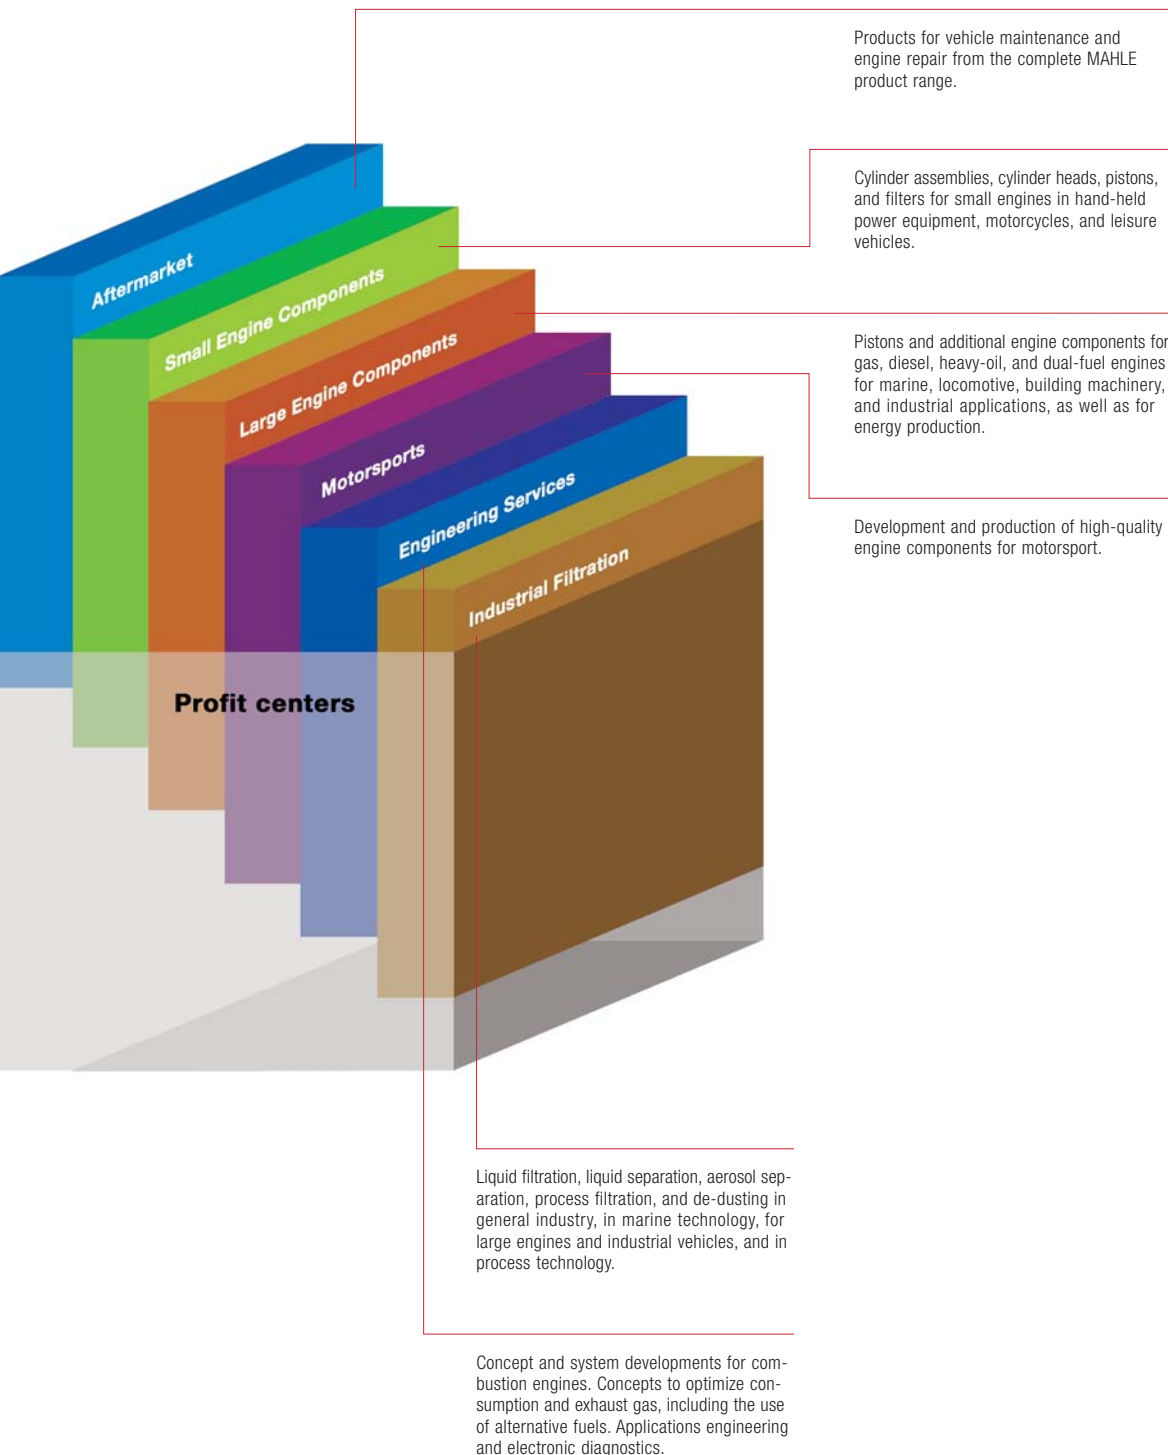 Products for vehicle maintenance and
engine repair from the complete MAHLE
product range.
Cylinder assemblies, cylinder heads, pistons,
and filters for small engines in hand-held
power equipment, motorcycles, and leisure
vehicles.
Pistons and additional engine components for
gas, diesel, heavy-oil, and dual-fuel engines
for marine, locomotive, building machinery,
and industrial applications, as well as for
energy production.
Development and production of high-quality
engine components for motorsport.
Aftermarket
Small Engine Components
Large Engine Components
Motorsports
Engineering Services
Industrial Filtration
Profit centers
Liquid filtration, liquid separation, aerosol sep-
aration, process filtration, and de-dusting in
general industry, in marine technology, for
large engines and industrial vehicles, and in
process technology.
Concept and system developments for com-
bustion engines. Concepts to optimize con-
sumption and exhaust gas, including the use
of alternative fuels. Applications engineering
and electronic diagnostics.